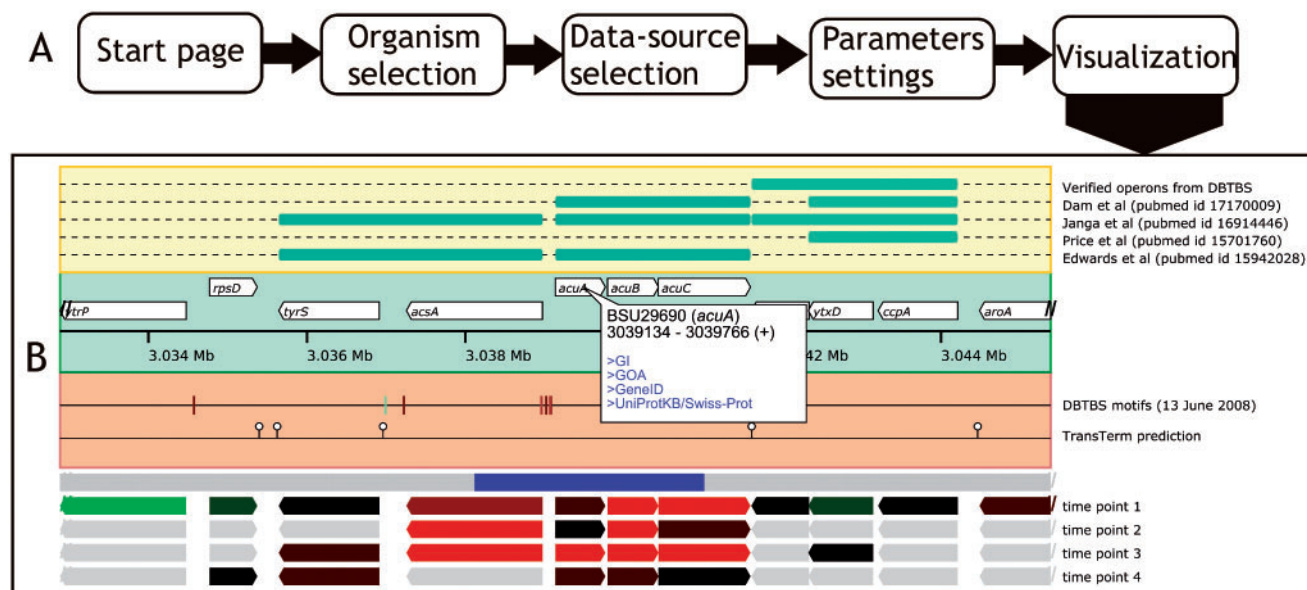 A
Start page
Organism
selection
Data-source
selection
Parameters
settings
Visualization
B
Verified operons from DBTBS
Dam et al (pubmed id 17170009)
Janga et al (pubmed id 16914446)
Price et al (pubmed id 15701760)
Edwards et al (pubmed id 15942028)
rpsD
acuA
acuB
acuC
ytrP
tyrS
acsA
ytxD
ccpA
aroA
BSU29690 (acuA)
3039134 - 3039766 (+)
>GI
>GOA
>GeneID
>UniProtKB/Swiss-Prot
3.034 Mb
3.036 Mb
3.038 Mb
42 Mb
3.044 Mb
DBTBS motifs (13 June 2008)
TransTerm prediction
time point 1
time point 2
time point 3
time point 4